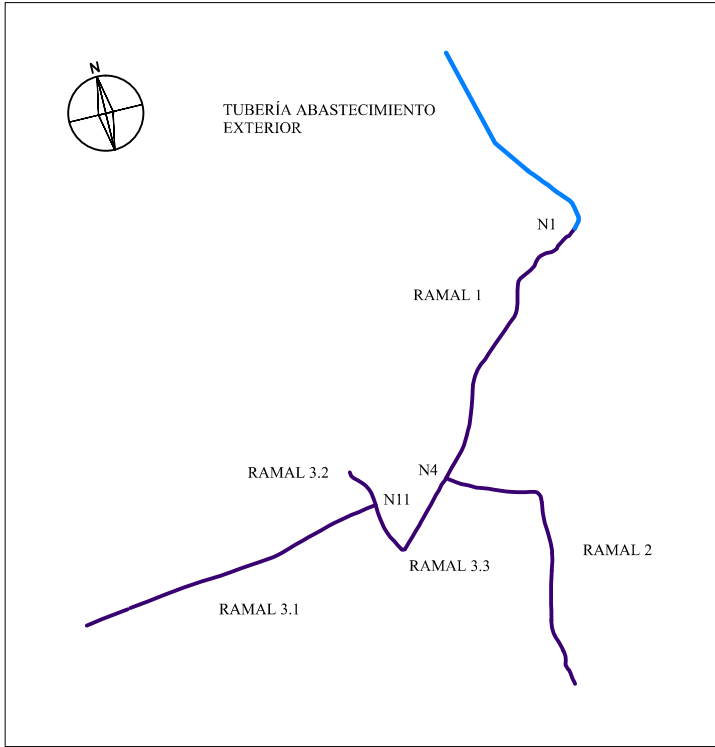 N
TUBERÍA ABASTECIMIENTO
EXTERIOR
N1
RAMAL 1
RAMAL 3.2
N4
N11
RAMAL 3.3
RAMAL 2
RAMAL 3.1